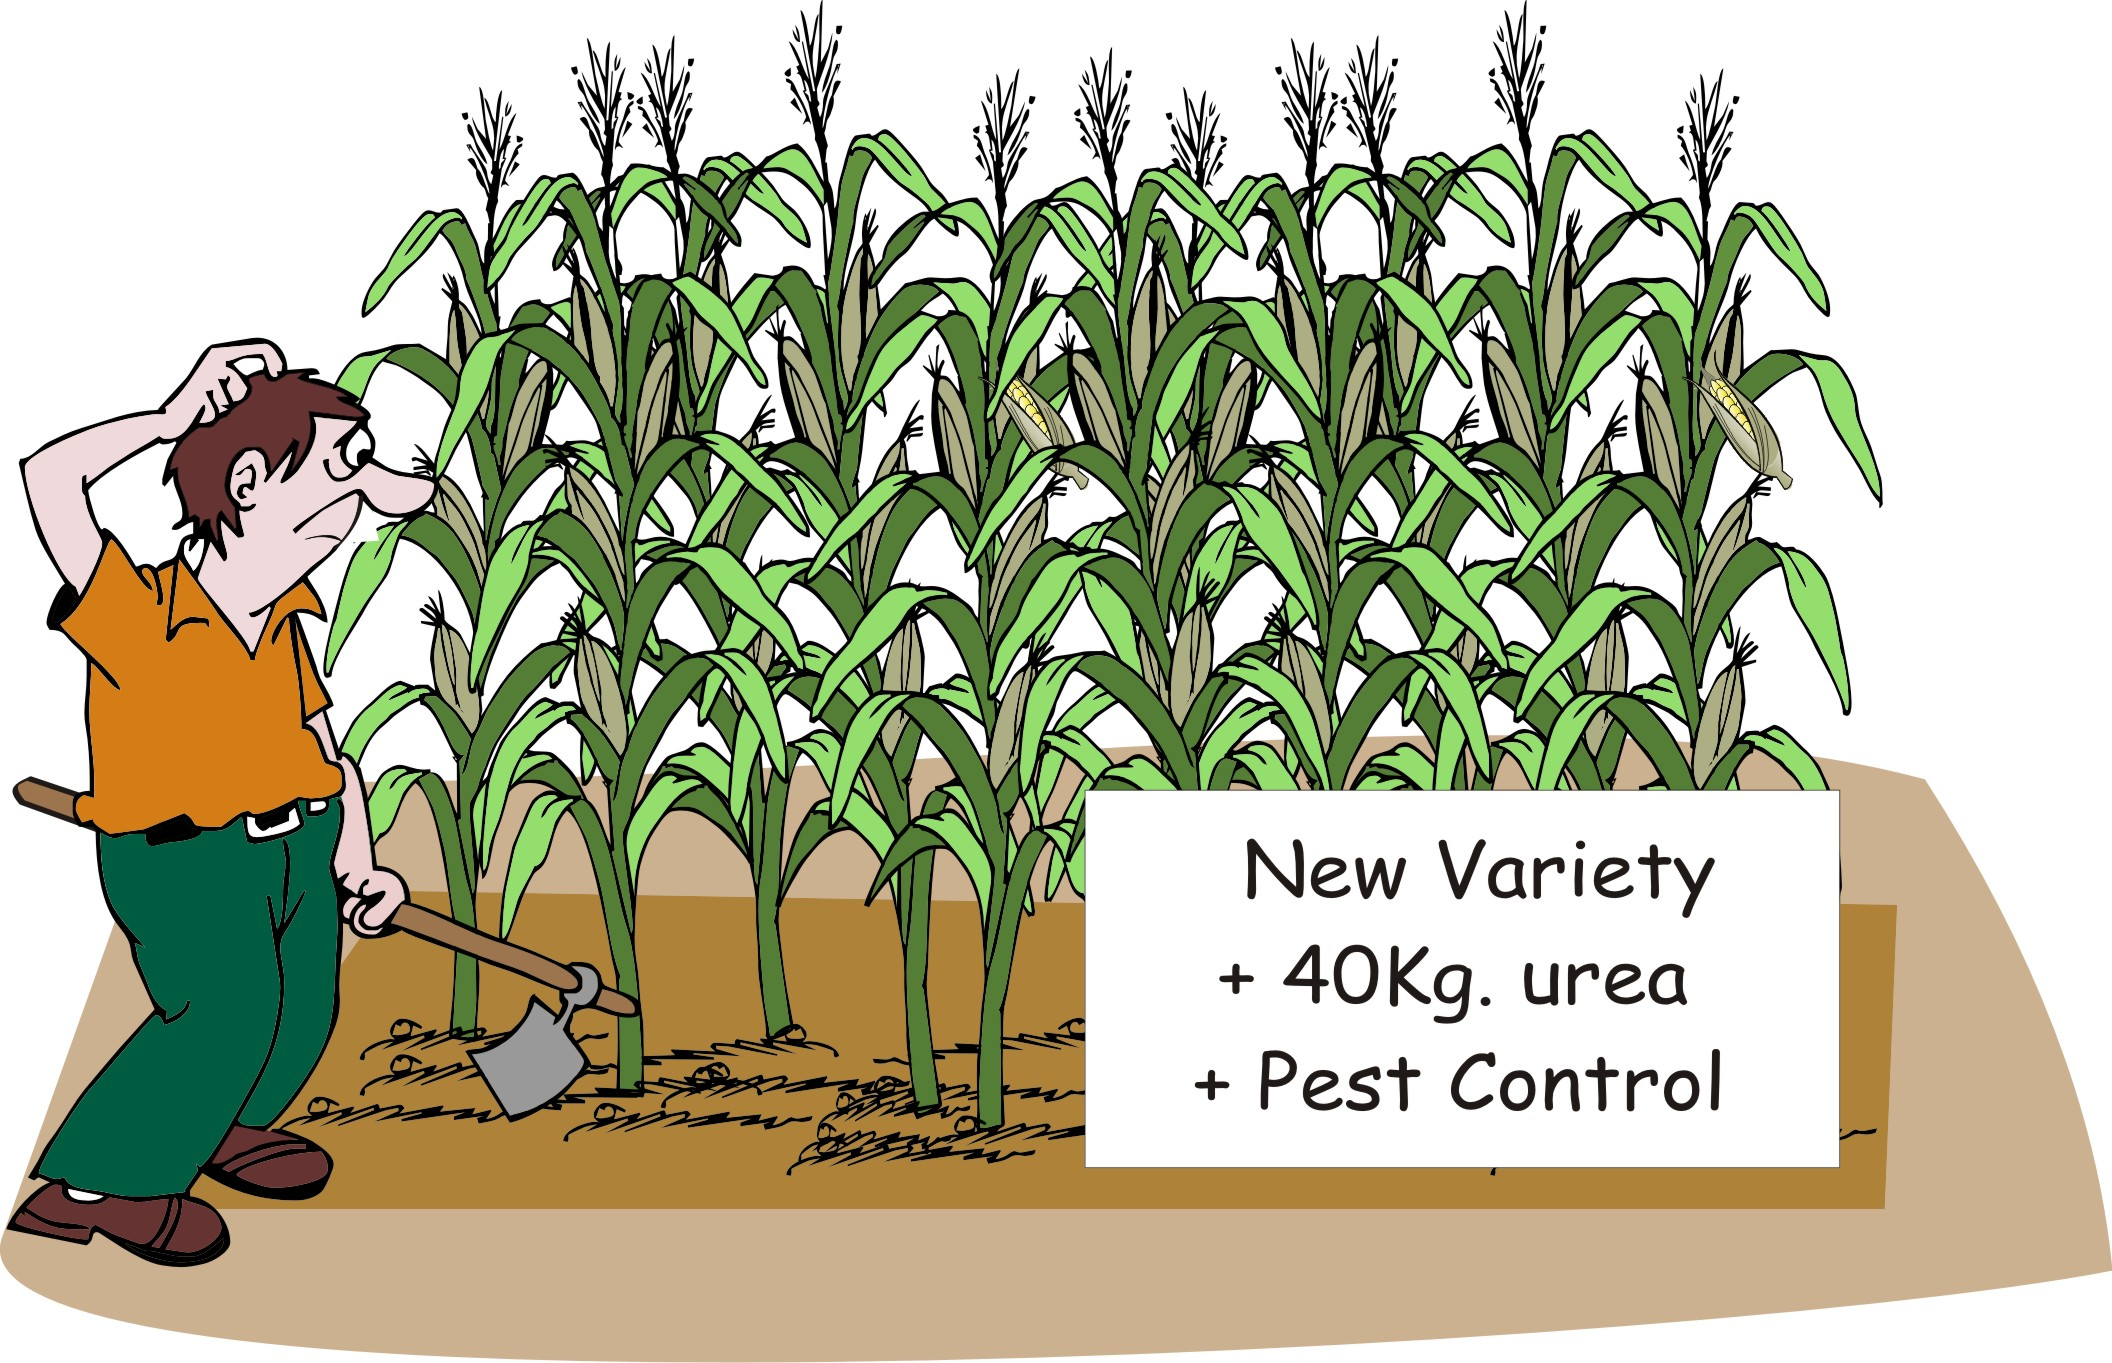 New Variety
+ 40Kg. urea
+ Pest Control